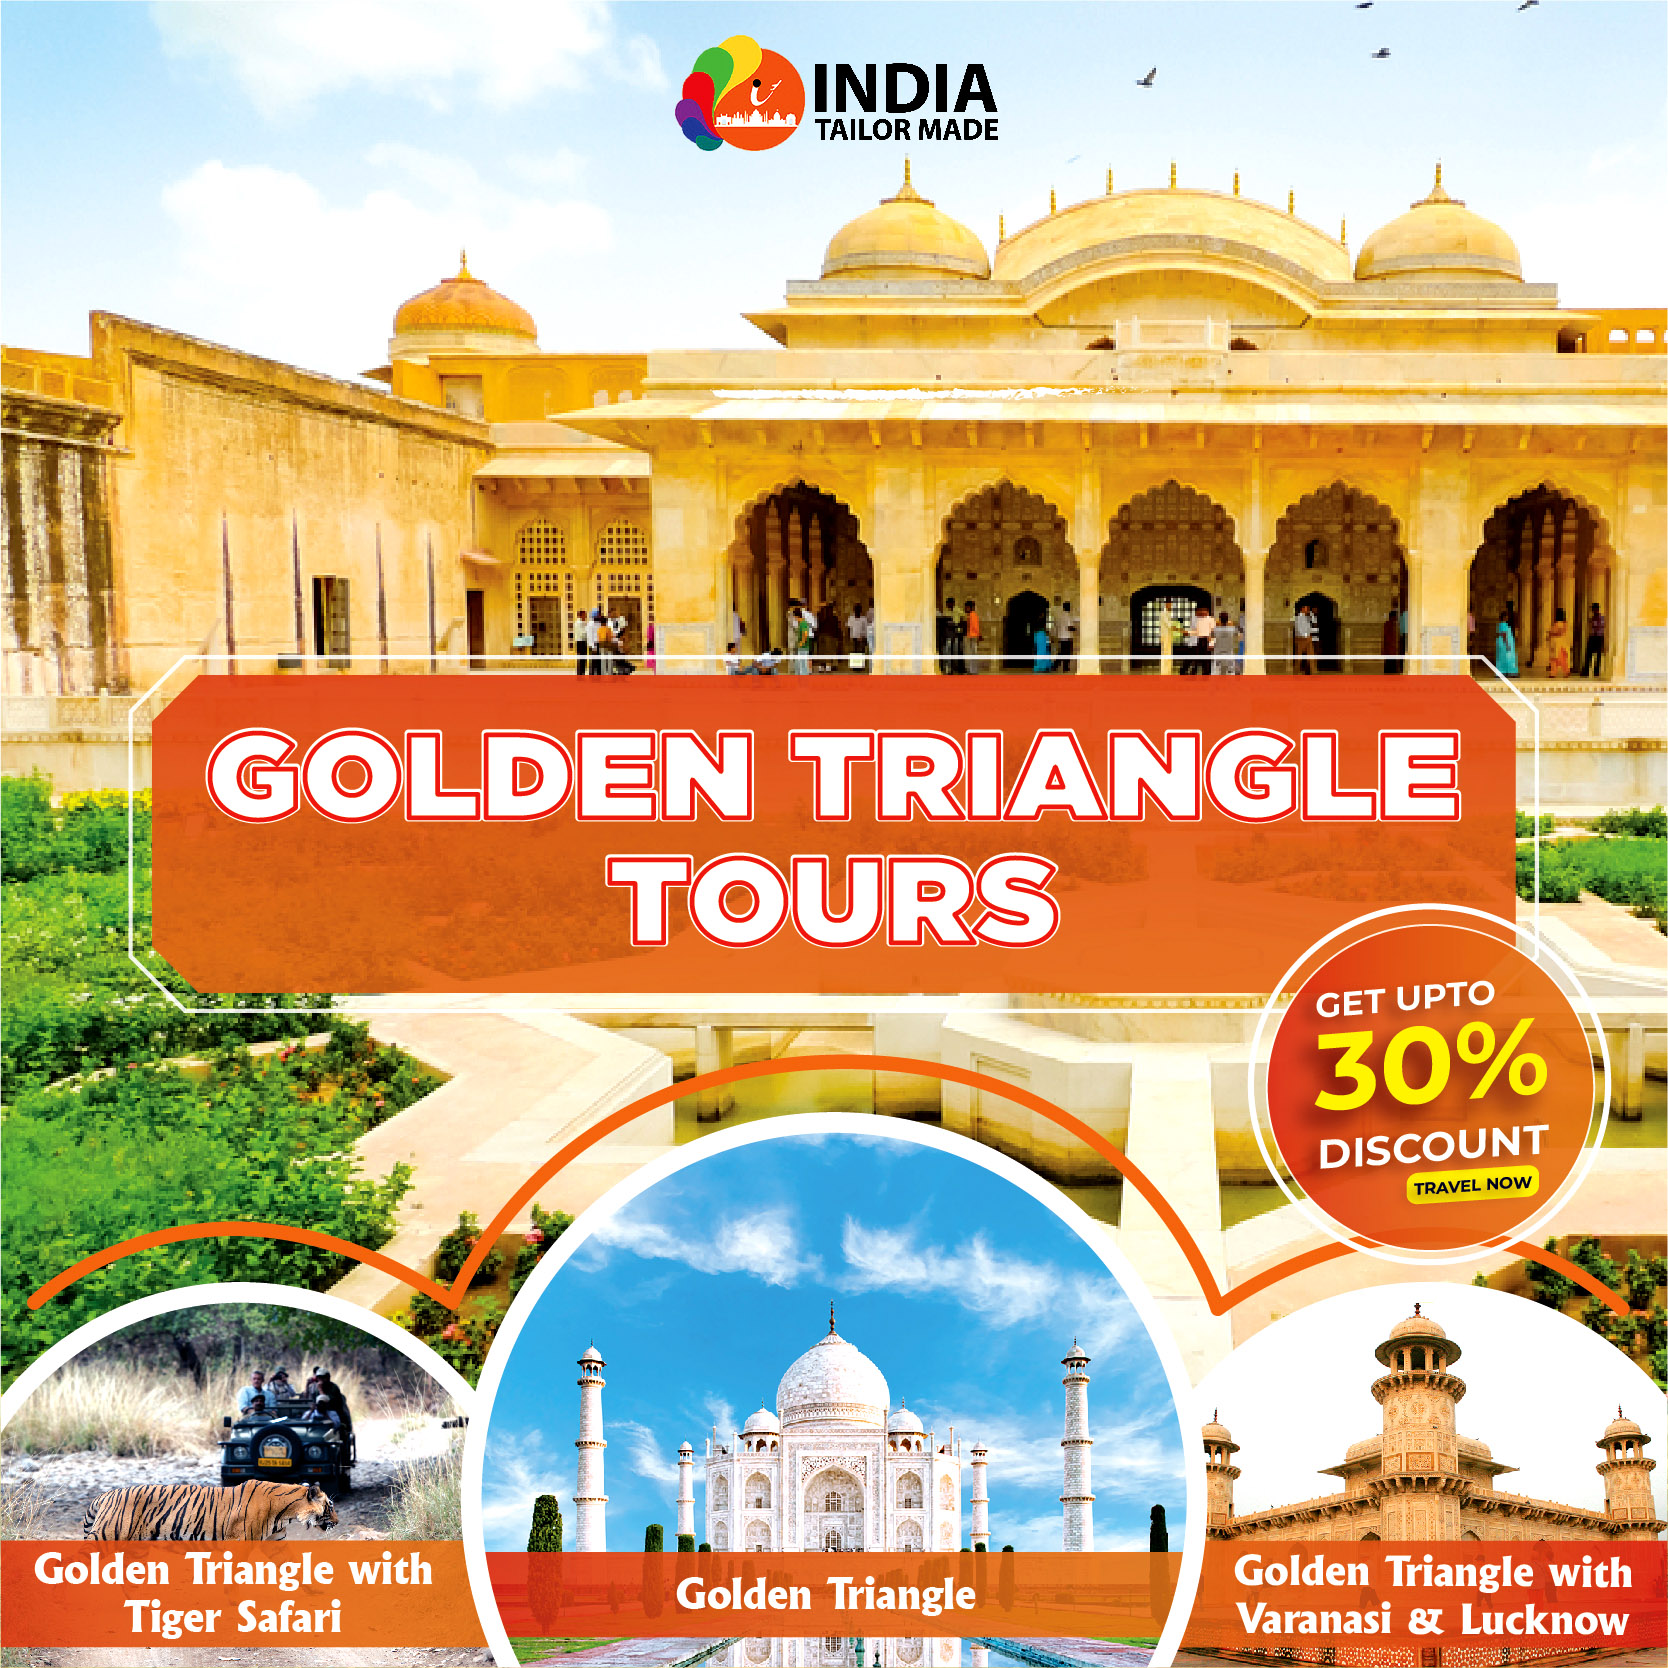 INDIA
TAILOR MADE
GOLDEN TRIANGLE
TOURS
GET UPTO
30%
DISCOUNT
TRAVEL NOW
Golden Triangle with
Tiger Safari
Golden Triangle
Golden Triangle with
Varanasi & Lucknow